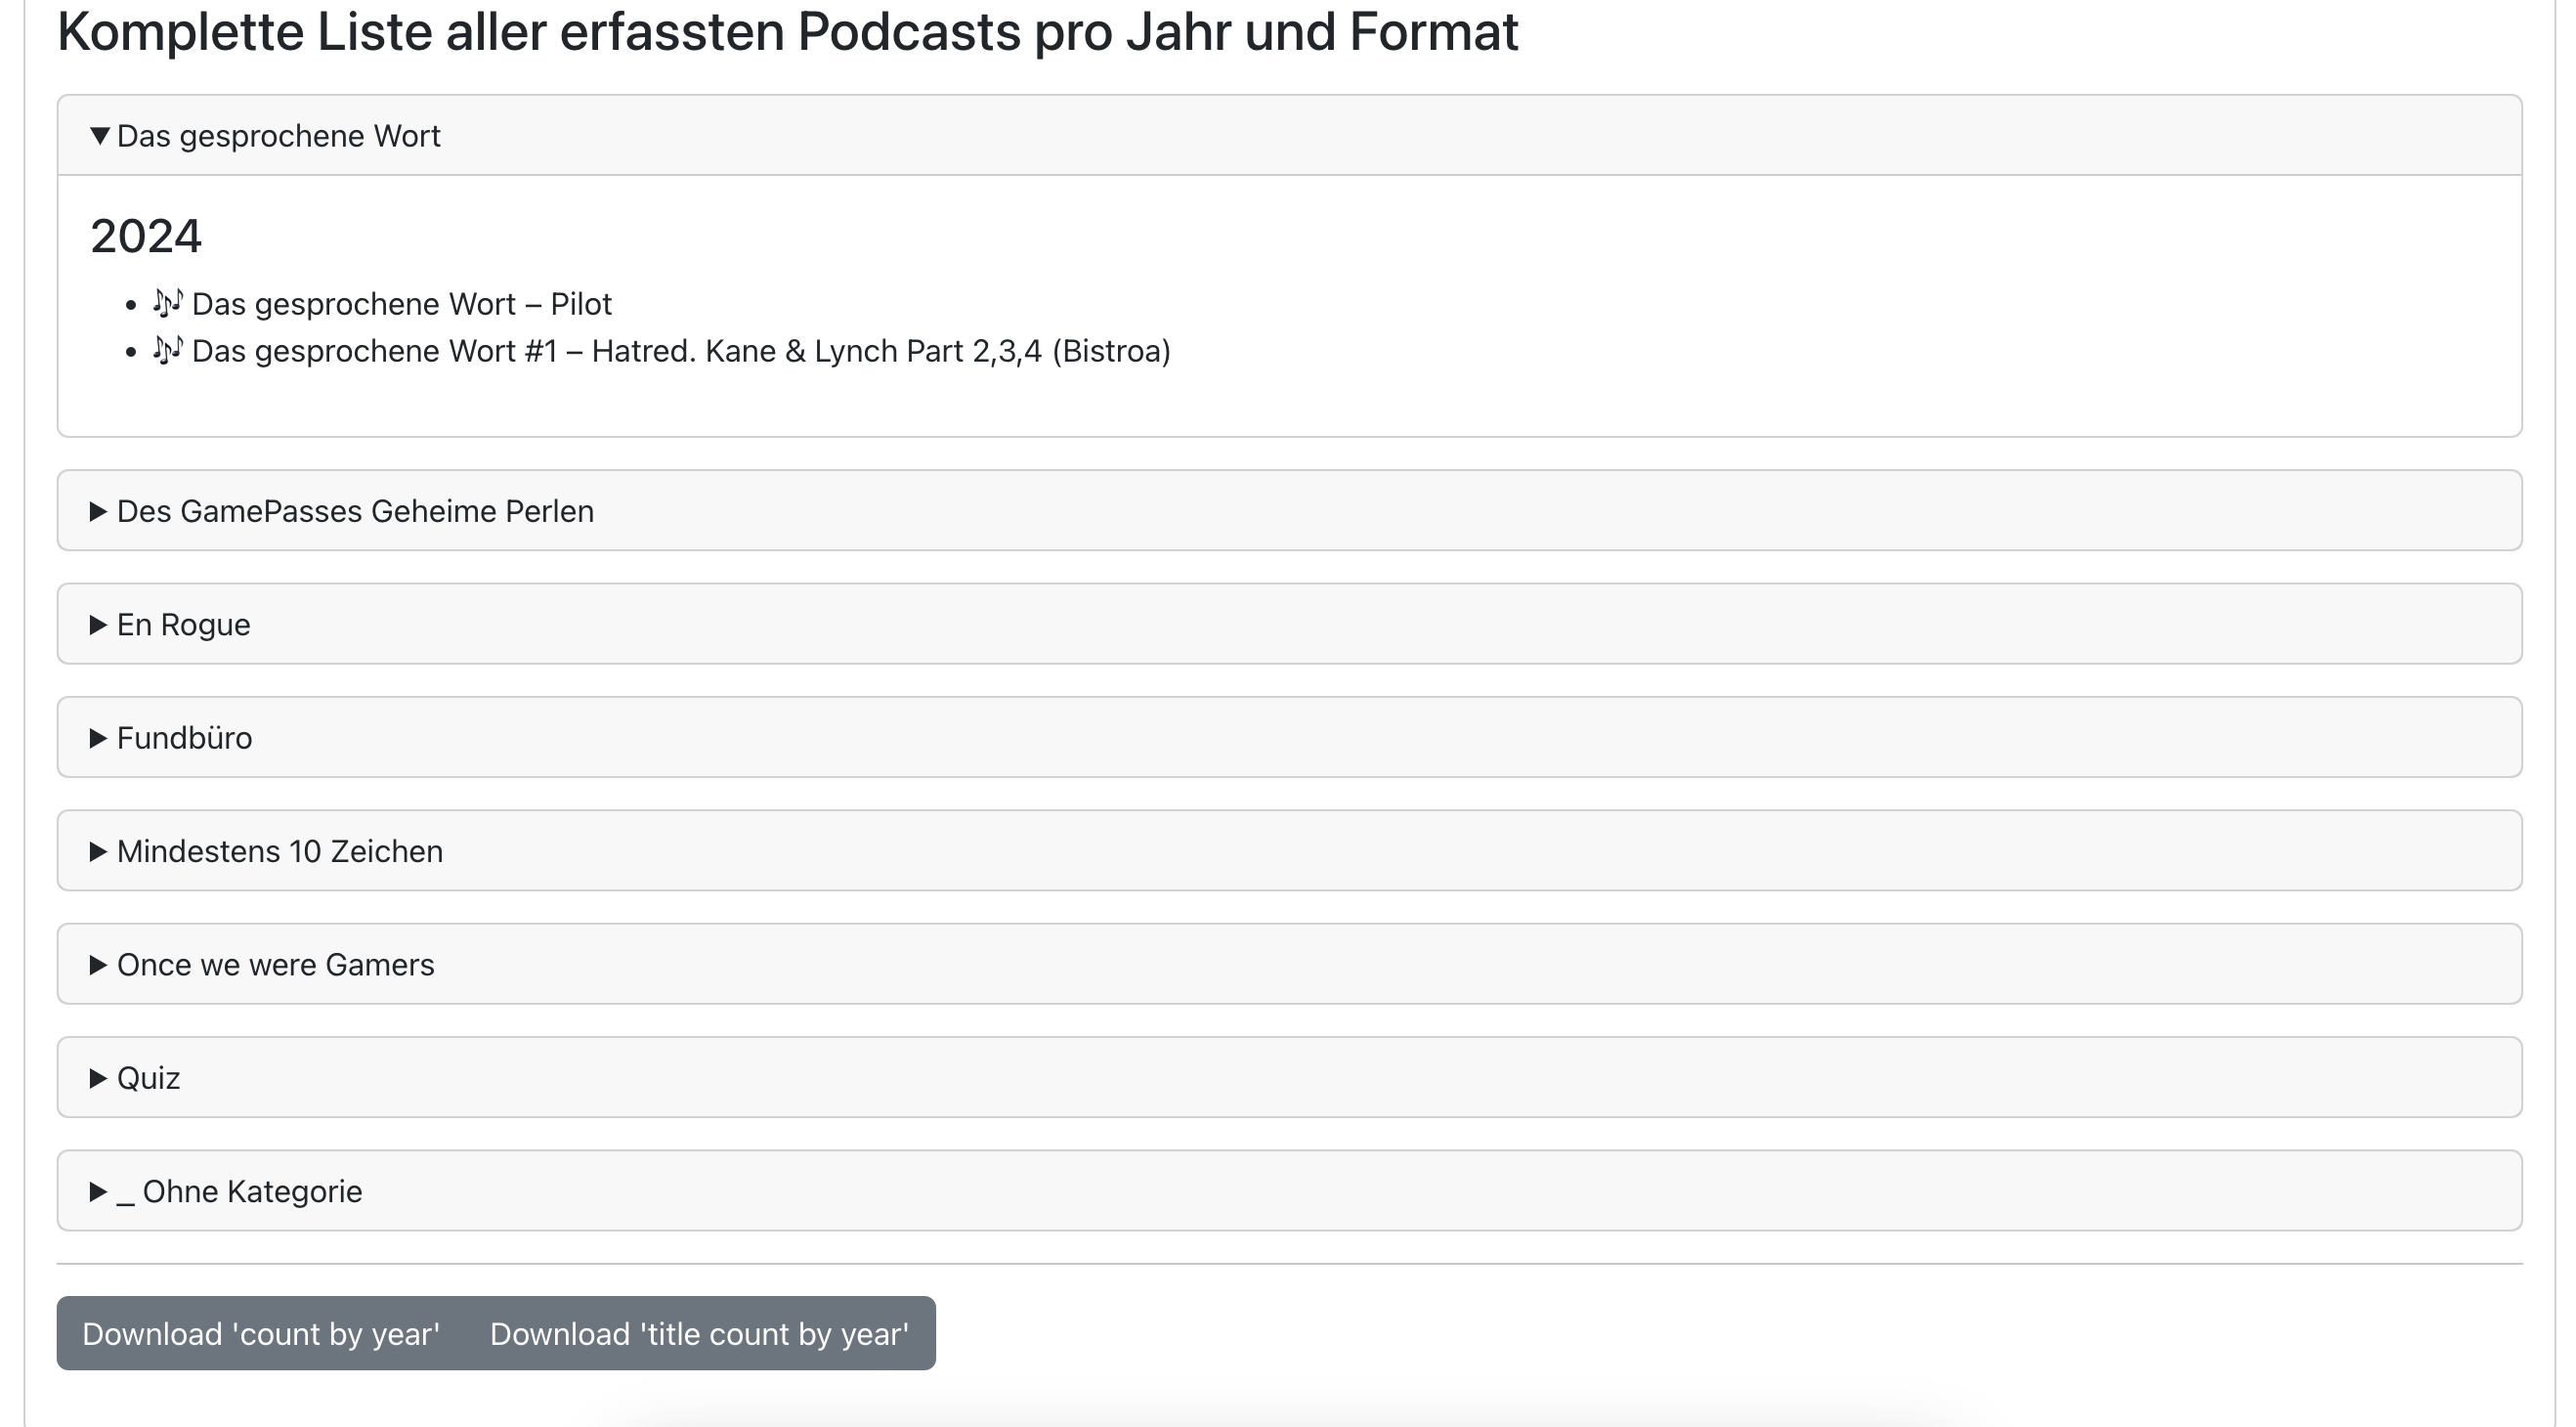 Komplette Liste aller erfassten Podcasts pro Jahr und Format
▼ Das gesprochene Wort
2024
• 🎶 Das gesprochene Wort – Pilot
• 🎶 Das gesprochene Wort #1 – Hatred. Kane & Lynch Part 2,3,4 (Bistroa)
▶ Des GamePasses Geheime Perlen
▶ En Rogue
▶ Fundbüro
▶ Mindestens 10 Zeichen
▶ Once we were Gamers
▶ Quiz
▶ _ Ohne Kategorie
Download 'count by year' Download 'title count by year'